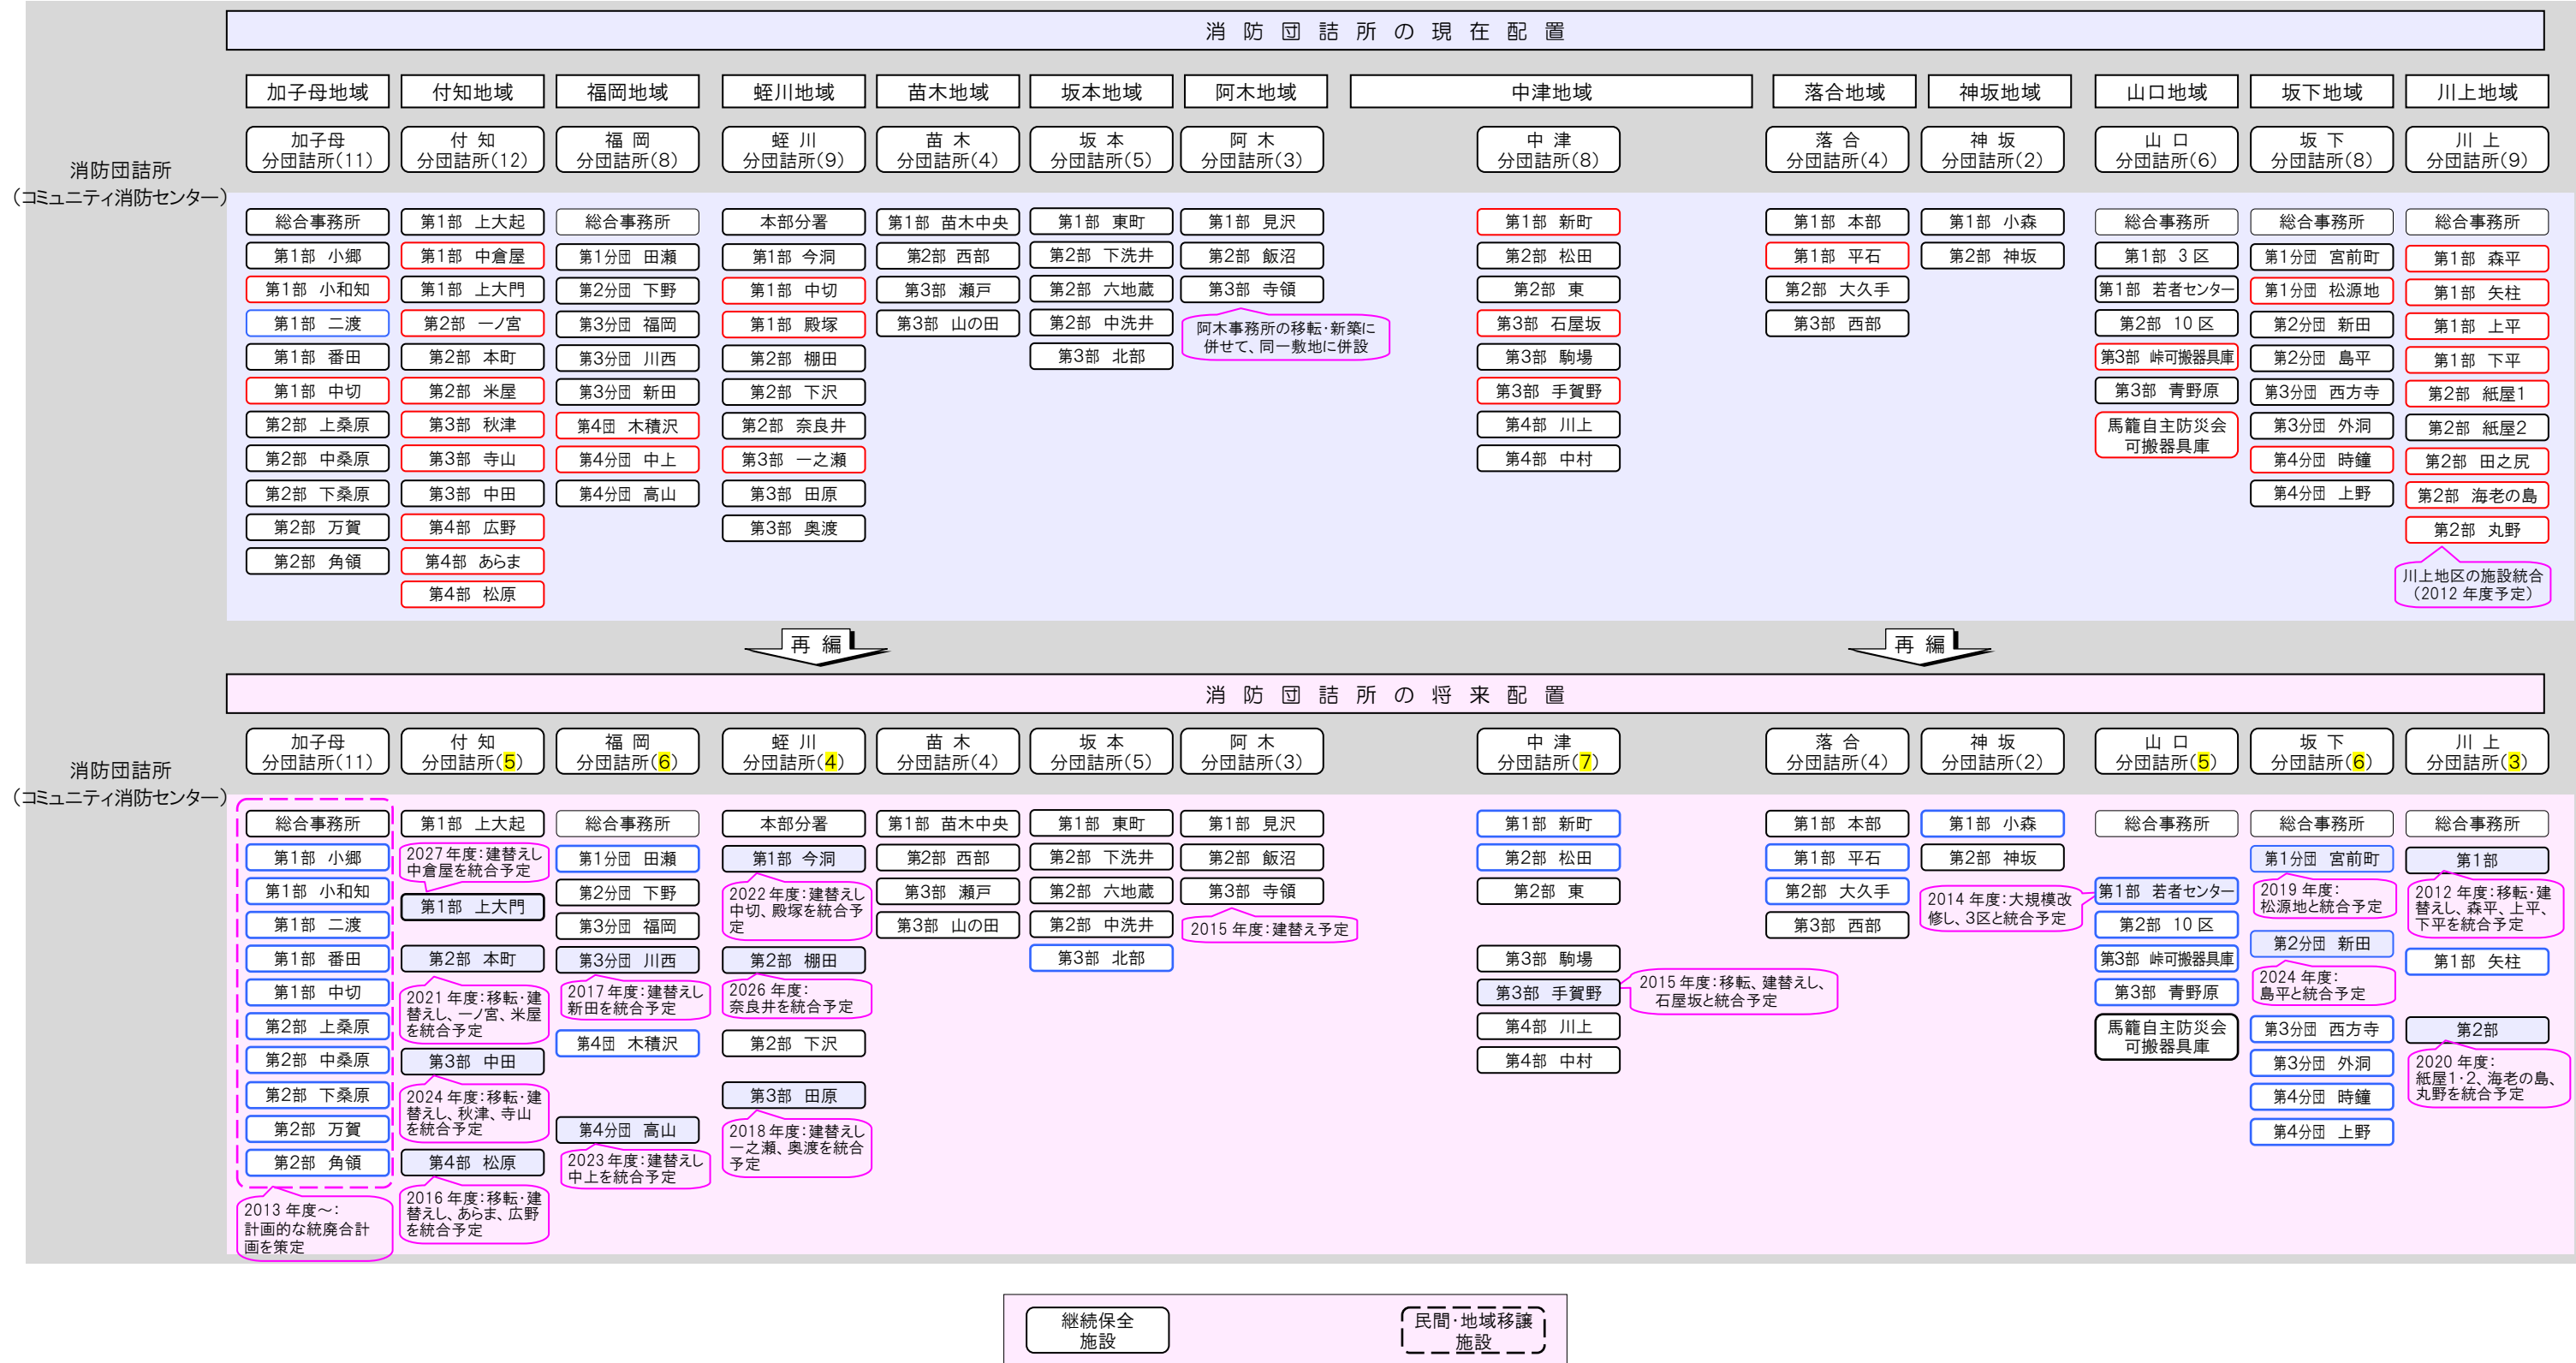 消防団詰所の現在配置
加子母地域
付知地域
福岡地域
蛭川地域
苗木地域
坂本地域
阿木地域
中津地域
落合地域
神坂地域
山口地域
坂下地域
川上地域
消防団詰所
（コミュニティ消防センター）
加子母
分団詰所(11)
付 知
分団詰所(12)
福 岡
分団詰所(8)
蛭 川
分団詰所(9)
苗 木
分団詰所(4)
坂 本
分団詰所(5)
阿 木
分団詰所(3)
中 津
分団詰所(8)
落 合
分団詰所(4)
神 坂
分団詰所(2)
山 口
分団詰所(6)
坂 下
分団詰所(8)
川 上
分団詰所(9)
総合事務所
第1部 小郷
第1部 小和知
第1部 二渡
第1部 番田
第1部 中切
第2部 上桑原
第2部 中桑原
第2部 下桑原
第2部 万賀
第2部 角領
第1部 上大起
第1部 中倉屋
第1部 上大門
第2部 一ノ宮
第2部 本町
第2部 米屋
第3部 秋津
第3部 寺山
第3部 中田
第4部 広野
第4部 あらま
第4部 松原
総合事務所
第1分団 田瀬
第2分団 下野
第3分団 福岡
第3分団 川西
第3分団 新田
第4団 木積沢
第4分団 中上
第4分団 高山
本部分署
第1部 今洞
第1部 中切
第1部 殿塚
第2部 棚田
第2部 下沢
第2部 奈良井
第3部 一之瀬
第3部 田原
第3部 奥渡
第1部 苗木中央
第2部 西部
第3部 瀬戸
第3部 山の田
第1部 東町
第2部 下洗井
第2部 六地蔵
第2部 中洗井
第3部 北部
第1部 見沢
第2部 飯沼
第3部 寺領
阿木事務所の移転・新築に
併せて、同一敷地に併設
第1部 新町
第2部 松田
第2部 東
第3部 石屋坂
第3部 駒場
第3部 手賀野
第4部 川上
第4部 中村
第1部 本部
第1部 平石
第2部 大久手
第3部 西部
第1部 小森
第2部 神坂
総合事務所
第1部 3区
第1部 若者センター
第2部 10区
第3部 峠可搬器具庫
第3部 青野原
馬籠自主防災会
可搬器具庫
総合事務所
第1分団 宮前町
第1分団 松源地
第2分団 新田
第2分団 島平
第3分団 西方寺
第3分団 外洞
第4分団 時鐘
第4分団 上野
総合事務所
第1部 森平
第1部 矢柱
第1部 上平
第1部 下平
第2部 紙屋1
第2部 紙屋2
第2部 田之尻
第2部 海老の島
第2部 丸野
川上地区の施設統合
（2012年度予定）
再 編
再 編
消防団詰所の将来配置
消防団詰所
（コミュニティ消防センター）
加子母
分団詰所(11)
付 知
分団詰所(5)
福 岡
分団詰所(6)
蛭 川
分団詰所(4)
苗 木
分団詰所(4)
坂 本
分団詰所(5)
阿 木
分団詰所(3)
中 津
分団詰所(7)
落 合
分団詰所(4)
神 坂
分団詰所(2)
山 口
分団詰所(5)
坂 下
分団詰所(6)
川 上
分団詰所(3)
総合事務所
第1部 小郷
第1部 小和知
第1部 二渡
第1部 番田
第1部 中切
第2部 上桑原
第2部 中桑原
第2部 下桑原
第2部 万賀
第2部 角領
2013年度～：
計画的な統廃合計
画を策定
第1部 上大起
2027年度：建替えし
中倉屋を統合予定
第1部 上大門
第2部 本町
2021年度：移転・建
替えし、一ノ宮、米屋
を統合予定
第3部 中田
2024年度：移転・建
替えし、秋津、寺山
を統合予定
第4部 松原
2016年度：移転・建
替えし、あらま、広野
を統合予定
総合事務所
第1分団 田瀬
第2分団 下野
第3分団 福岡
第3分団 川西
2017年度：建替えし
新田を統合予定
第4団 木積沢
第4分団 高山
2023年度：建替えし
中上を統合予定
本部分署
第1部 今洞
2022年度：建替えし
中切、殿塚を統合予
定
第2部 棚田
2026年度：
奈良井を統合予定
第2部 下沢
第3部 田原
2018年度：建替えし
一之瀬、奥渡を統合
予定
第1部 苗木中央
第2部 西部
第3部 瀬戸
第3部 山の田
第1部 東町
第2部 下洗井
第2部 六地蔵
第2部 中洗井
第3部 北部
第1部 見沢
第2部 飯沼
第3部 寺領
2015年度：建替え予定
第1部 新町
第2部 松田
第2部 東
第3部 駒場
第3部 手賀野
2015年度：移転、建替えし、
石屋坂と統合予定
第4部 川上
第4部 中村
第1部 本部
第1部 平石
第2部 大久手
第3部 西部
第1部 小森
第2部 神坂
2014年度：大規模改
修し、3区と統合予定
総合事務所
第1部 若者センター
第2部 10区
第3部 峠可搬器具庫
第3部 青野原
馬籠自主防災会
可搬器具庫
総合事務所
第1分団 宮前町
2019年度：
松源地と統合予定
第2分団 新田
2024年度：
島平と統合予定
第3分団 西方寺
第3分団 外洞
第4分団 時鐘
第4分団 上野
総合事務所
第1部
2012年度：移転・建
替えし、森平、上平、
下平を統合予定
第1部 矢柱
第2部
2020年度：
紙屋1・2、海老の島、
丸野を統合予定
継続保全
施設
民間・地域移譲
施設